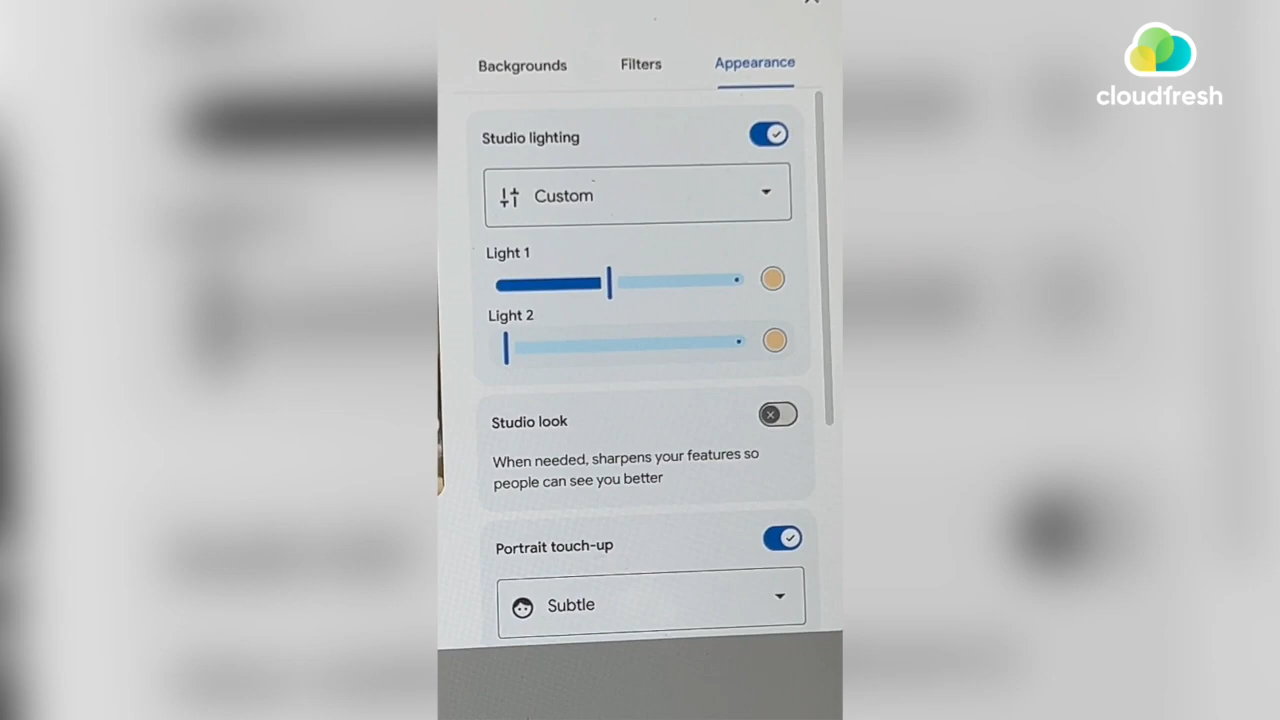 cloudfresh
Backgrounds Filters Appearance
Studio lighting
Custom
Light 1
Light 2
Studio look
When needed, sharpens your features so
people can see you better
Portrait touch-up
Subtle